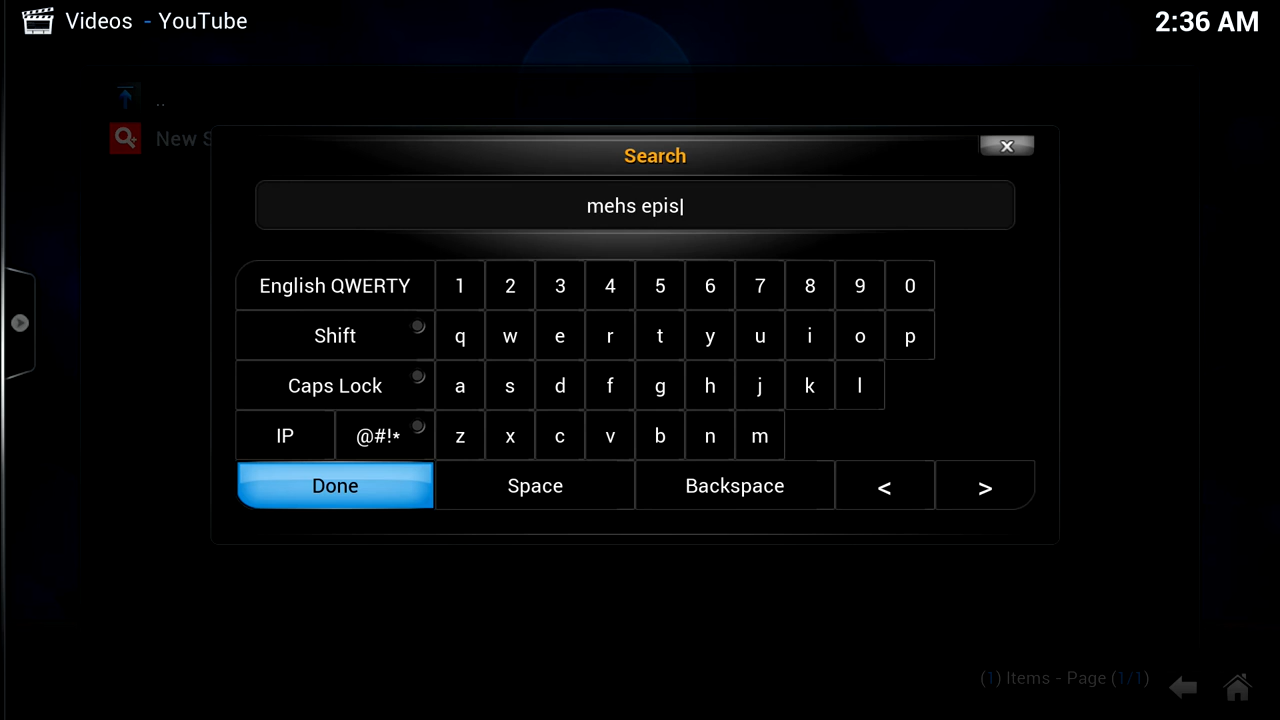 Videos - YouTube
2:36 AM
..
New S
Search
x
mehs epis|
English QWERTY 1 2 3 4 5 6 7 8 9 0
Shift q w e r t y u i o p
Caps Lock a s d f g h j k l
IP @#!* z x c v b n m
Done Space Backspace < >
(1) Items - Page (1/1)